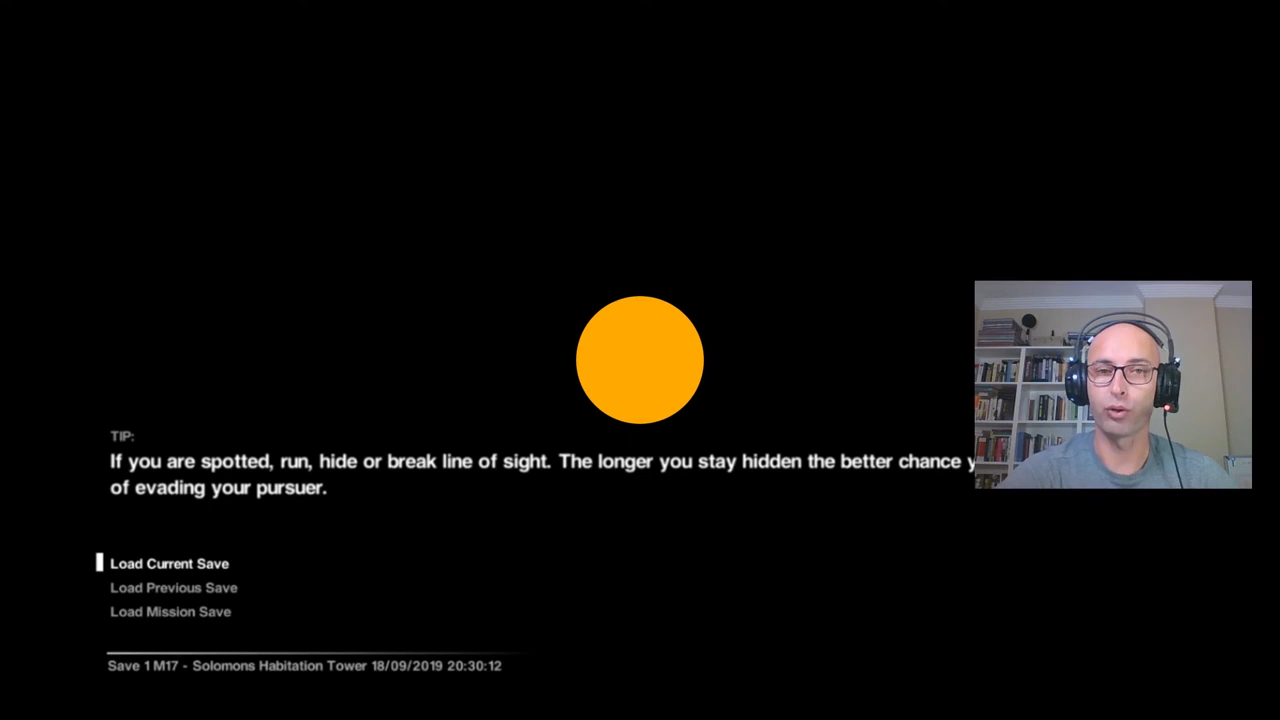 TIP:
If you are spotted, run, hide or break line of sight. The longer you stay hidden the better chance
of evading your pursuer.
Load Current Save
Load Previous Save
Load Mission Save
Save 1 M17 - Solomons Habitation Tower 18/09/2019 20:30:12